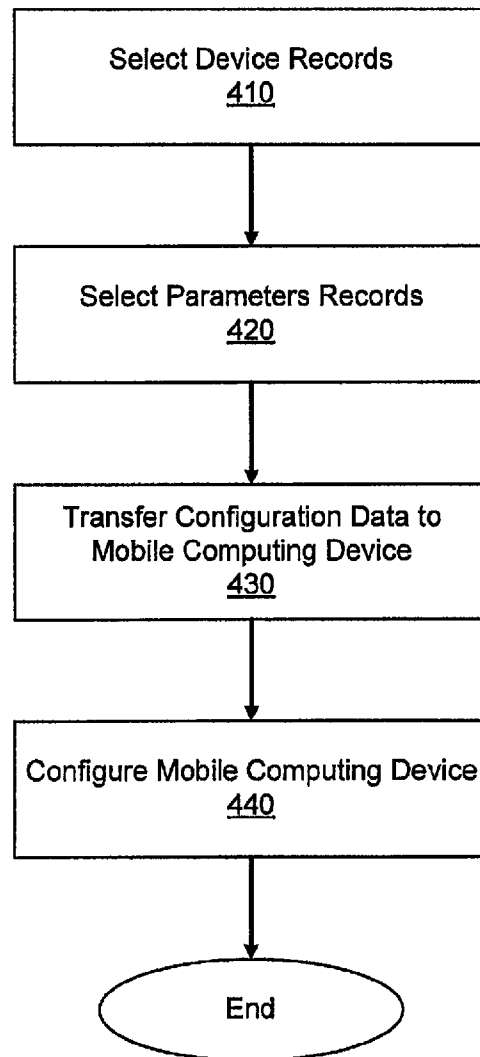 Select Device Records
410
Select Parameters Records
420
Transfer Configuration Data to
Mobile Computing Device
430
Configure Mobile Computing Device
440
End